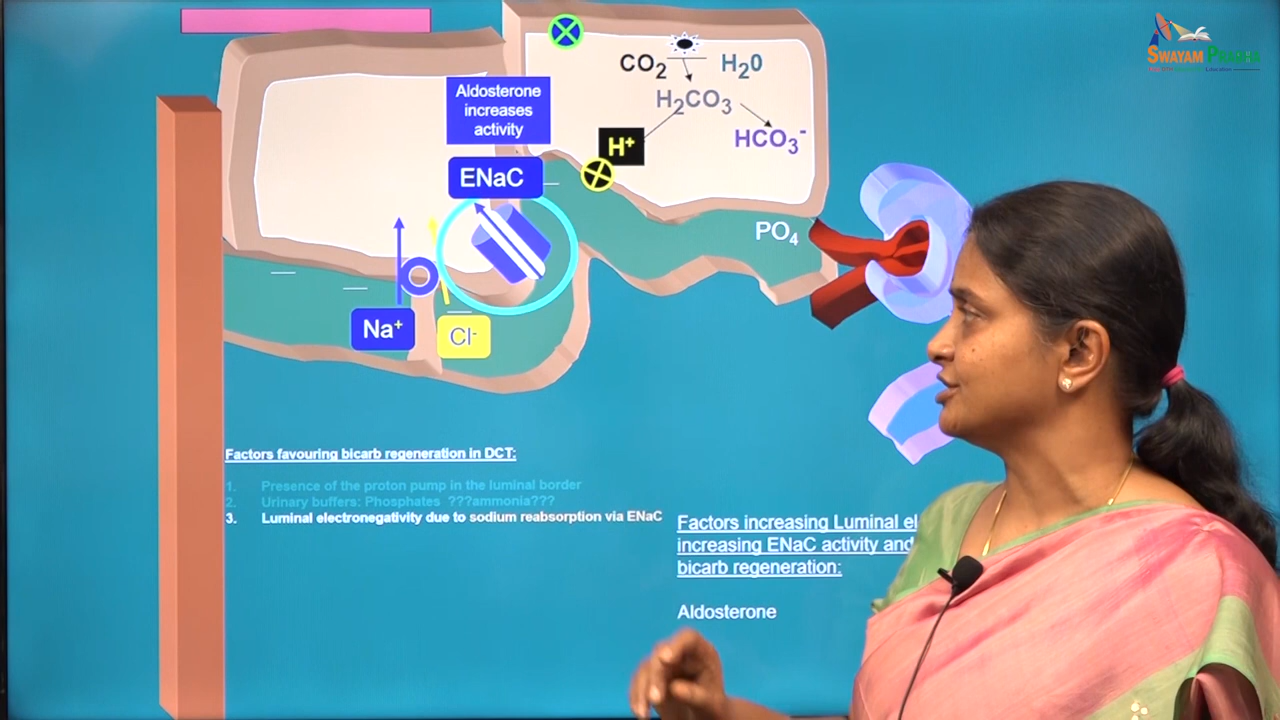 SWAYAM PRABHA
CO2 H20
H2CO3
HCO3-
H+
Aldosterone
increases
activity
ENaC
PO4
Na+
Cl-
Factors favouring bicarb regeneration in DCT:
1. Presence of the proton pump in the luminal border
2. Urinary buffers: Phosphates ???ammonia???
3. Luminal electronegativity due to sodium reabsorption via ENaC
Factors increasing Luminal el
increasing ENaC activity and
bicarb regeneration:
Aldosterone